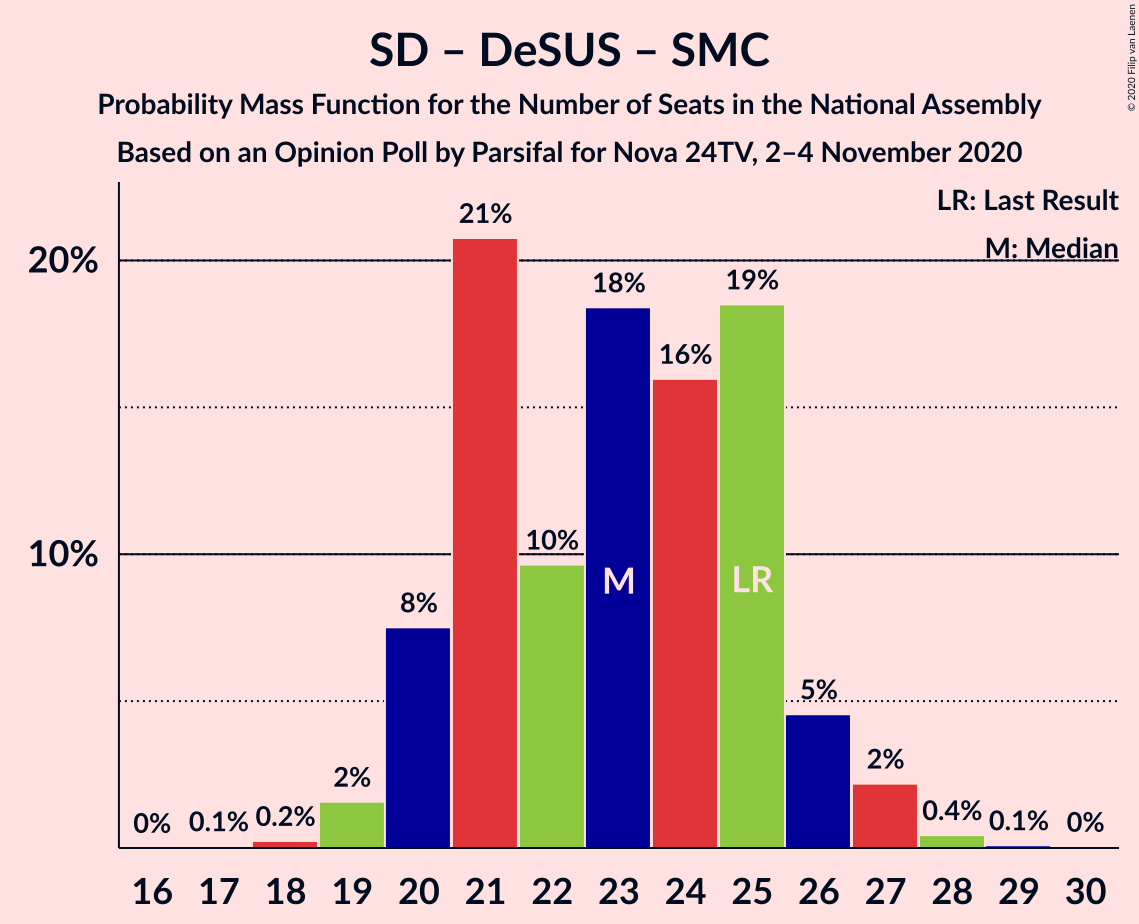 SD – DeSUS – SMC
Probability Mass Function for the Number of Seats in the National Assembly
Based on an Opinion Poll by Parsifal for Nova 24TV, 2–4 November 2020
© 2020 Filip van Laenen
LR: Last Result
M: Median
20%
10%
0%
0.1%
0.2%
2%
8%
21%
10%
18%
16%
19%
5%
2%
0.4%
0.1%
0%
M
LR
16 17 18 19 20 21 22 23 24 25 26 27 28 29 30